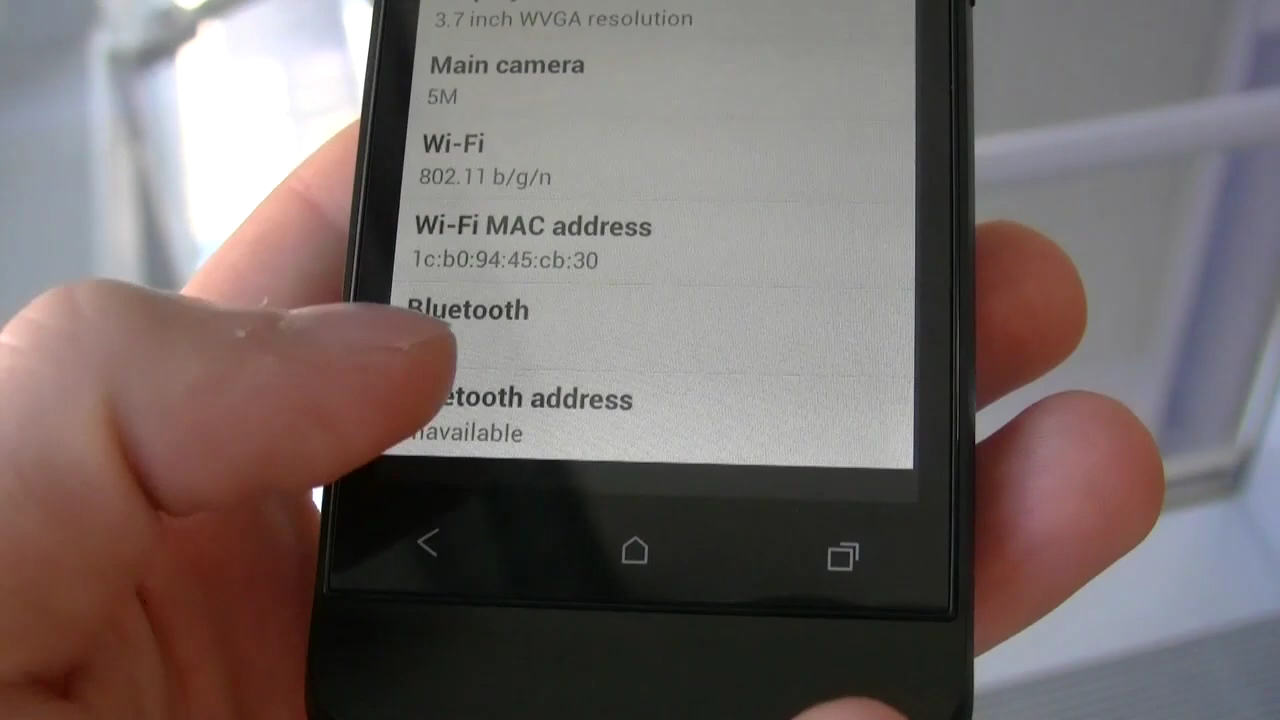 3.7 inch WVGA resolution
Main camera
5M
Wi-Fi
802.11 b/g/n
Wi-Fi MAC address
1c:b0:94:45:cb:30
Bluetooth
etooth address
navailable